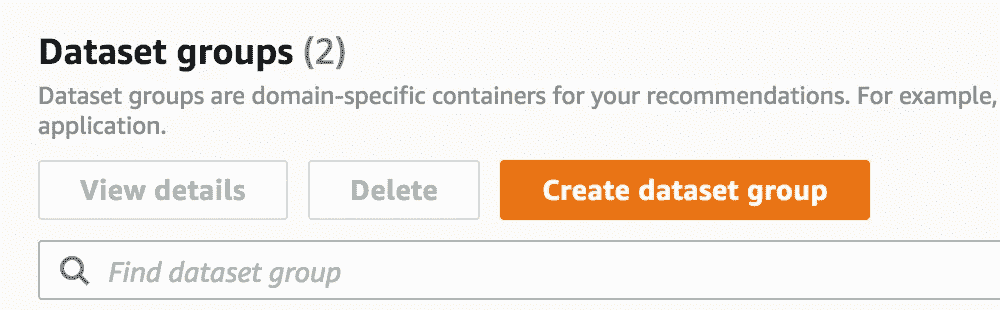 Dataset groups (2)
Dataset groups are domain-specific containers for your recommendations. For example,
application.
View details
Delete
Create dataset group
Find dataset group